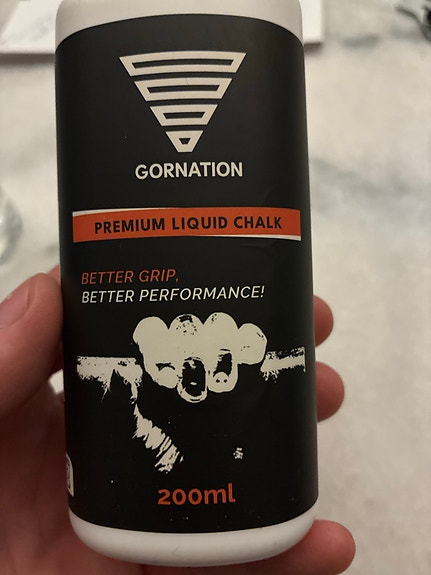 GORNATION
PREMIUM LIQUID CHALK
BETTER GRIP,
BETTER PERFORMANCE!
200ml